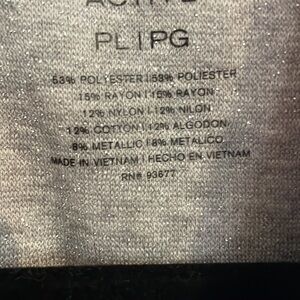 ACTIVE
PL | PG
53% POLYESTER | 53% POLIESTER
15% RAYON | 15% RAYON
12% NYLON | 12% NILON
12% COTTON | 12% ALGODON
8% METALLIC | 8% METALICO
MADE IN VIETNAM | HECHO EN VIETNAM
RN# 93677